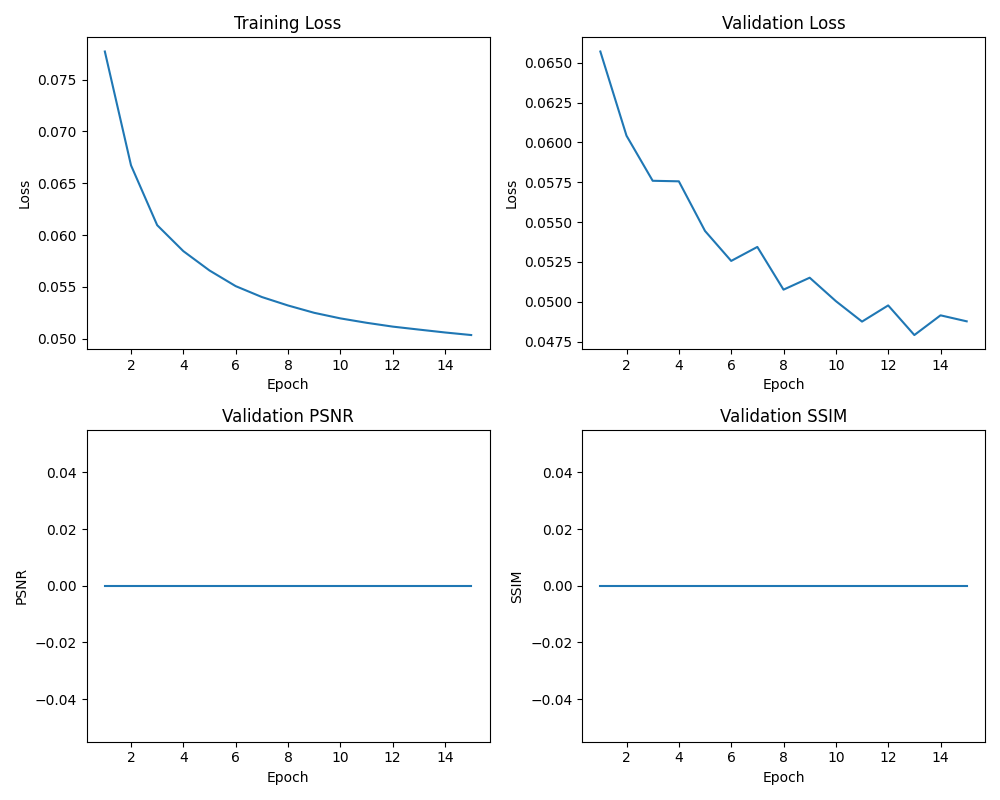 Training Loss
0.075
0.070
0.065
0.060
0.055
0.050
Loss
2 4 6 8 10 12 14
Epoch
Validation Loss
0.0650
0.0625
0.0600
0.0575
0.0550
0.0525
0.0500
0.0475
Loss
2 4 6 8 10 12 14
Epoch
Validation PSNR
0.04
0.02
0.00
−0.02
−0.04
PSNR
2 4 6 8 10 12 14
Epoch
Validation SSIM
0.04
0.02
0.00
−0.02
−0.04
SSIM
2 4 6 8 10 12 14
Epoch